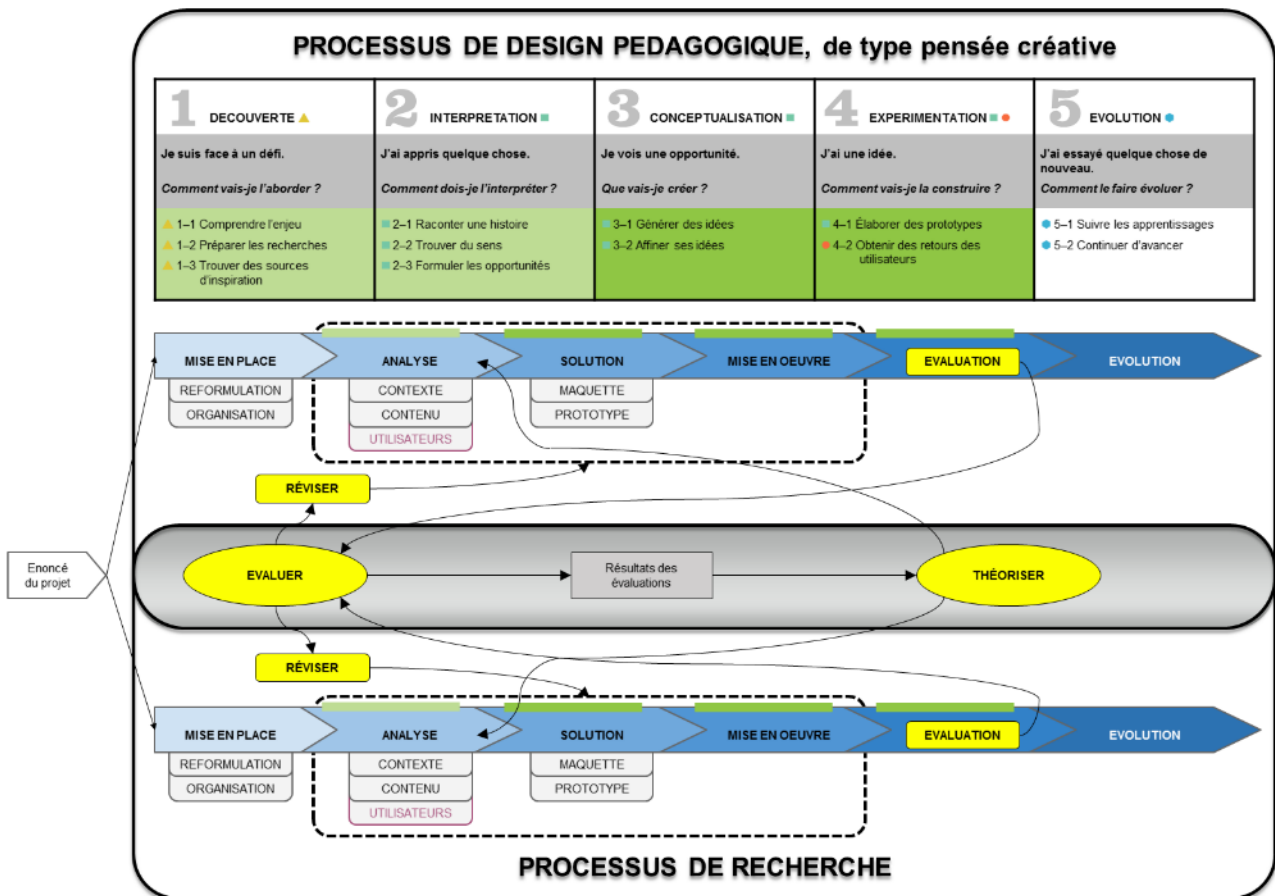 PROCESSUS DE DESIGN PEDAGOGIQUE, de type pensée créative
1 DECOUVERTE
Je suis face à un défi.
Comment vais-je l'aborder ?
1–1 Comprendre l'enjeu
1–2 Préparer les recherches
1–3 Trouver des sources
d'inspiration
2 INTERPRETATION
J'ai appris quelque chose.
Comment dois-je l'interpréter ?
2–1 Raconter une histoire
2–2 Trouver du sens
2–3 Formuler les opportunités
3 CONCEPTUALISATION
Je vois une opportunité.
Que vais-je créer ?
3–1 Générer des idées
3–2 Affiner ses idées
4 EXPERIMENTATION
J'ai une idée.
Comment vais-je la construire ?
4–1 Élaborer des prototypes
4–2 Obtenir des retours des
utilisateurs
5 EVOLUTION
J'ai essayé quelque chose de
nouveau.
Comment le faire évoluer ?
5–1 Suivre les apprentissages
5–2 Continuer d'avancer
MISE EN PLACE
ANALYSE
SOLUTION
MISE EN OEUVRE
EVALUATION
EVOLUTION
REFORMULATION
ORGANISATION
CONTEXTE
CONTENU
UTILISATEURS
MAQUETTE
PROTOTYPE
RÉVISER
Enoncé
du projet
EVALUER
Résultats des
évaluations
THÉORISER
RÉVISER
MISE EN PLACE
ANALYSE
SOLUTION
MISE EN OEUVRE
EVALUATION
EVOLUTION
REFORMULATION
ORGANISATION
CONTEXTE
CONTENU
UTILISATEURS
MAQUETTE
PROTOTYPE
PROCESSUS DE RECHERCHE